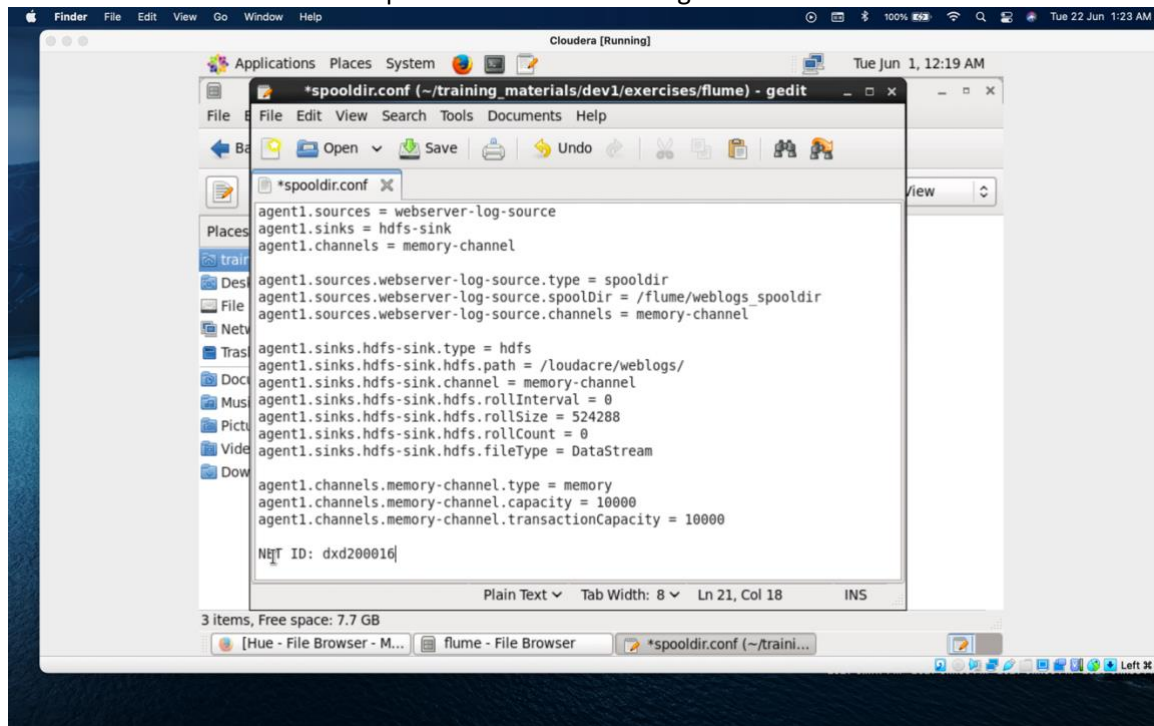 Finder File Edit View Go Window Help 100% Tue 22 Jun 1:23 AM
Cloudera [Running]
Applications Places System Tue Jun 1, 12:19 AM
*spooldir.conf (~/training_materials/dev1/exercises/flume) - gedit
File File Edit View Search Tools Documents Help
Open Save Undo
*spooldir.conf
Places
agent1.sources = webserver-log-source
agent1.sinks = hdfs-sink
agent1.channels = memory-channel
agent1.sources.webserver-log-source.type = spooldir
agent1.sources.webserver-log-source.spoolDir = /flume/weblogs_spooldir
agent1.sources.webserver-log-source.channels = memory-channel
agent1.sinks.hdfs-sink.type = hdfs
agent1.sinks.hdfs-sink.hdfs.path = /loudacre/weblogs/
agent1.sinks.hdfs-sink.channel = memory-channel
agent1.sinks.hdfs-sink.hdfs.rollInterval = 0
agent1.sinks.hdfs-sink.hdfs.rollSize = 524288
agent1.sinks.hdfs-sink.hdfs.rollCount = 0
agent1.sinks.hdfs-sink.hdfs.fileType = DataStream
agent1.channels.memory-channel.type = memory
agent1.channels.memory-channel.capacity = 10000
agent1.channels.memory-channel.transactionCapacity = 10000
NET ID: dxd200016
Plain Text Tab Width: 8 Ln 21, Col 18 INS
3 items, Free space: 7.7 GB
[Hue - File Browser - M... flume - File Browser *spooldir.conf (~/traini...
Left ⌘